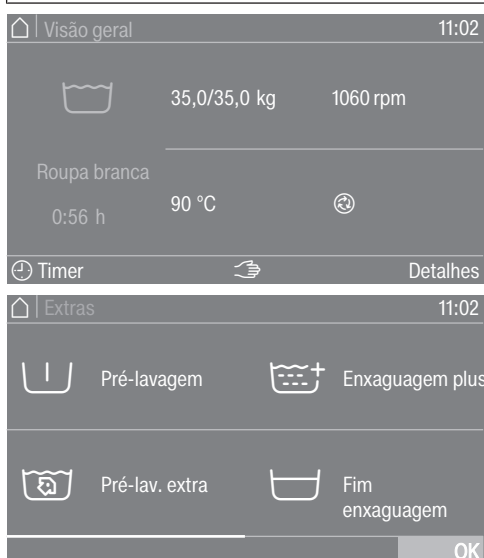 Visão geral 11:02
35,0/35,0 kg 1060 rpm
Roupa branca
0:56 h
90 °C
Timer Detalhes
Extras 11:02
Pré-lavagem Enxaguagem plus
Pré-lav. extra Fim
enxaguagem
OK